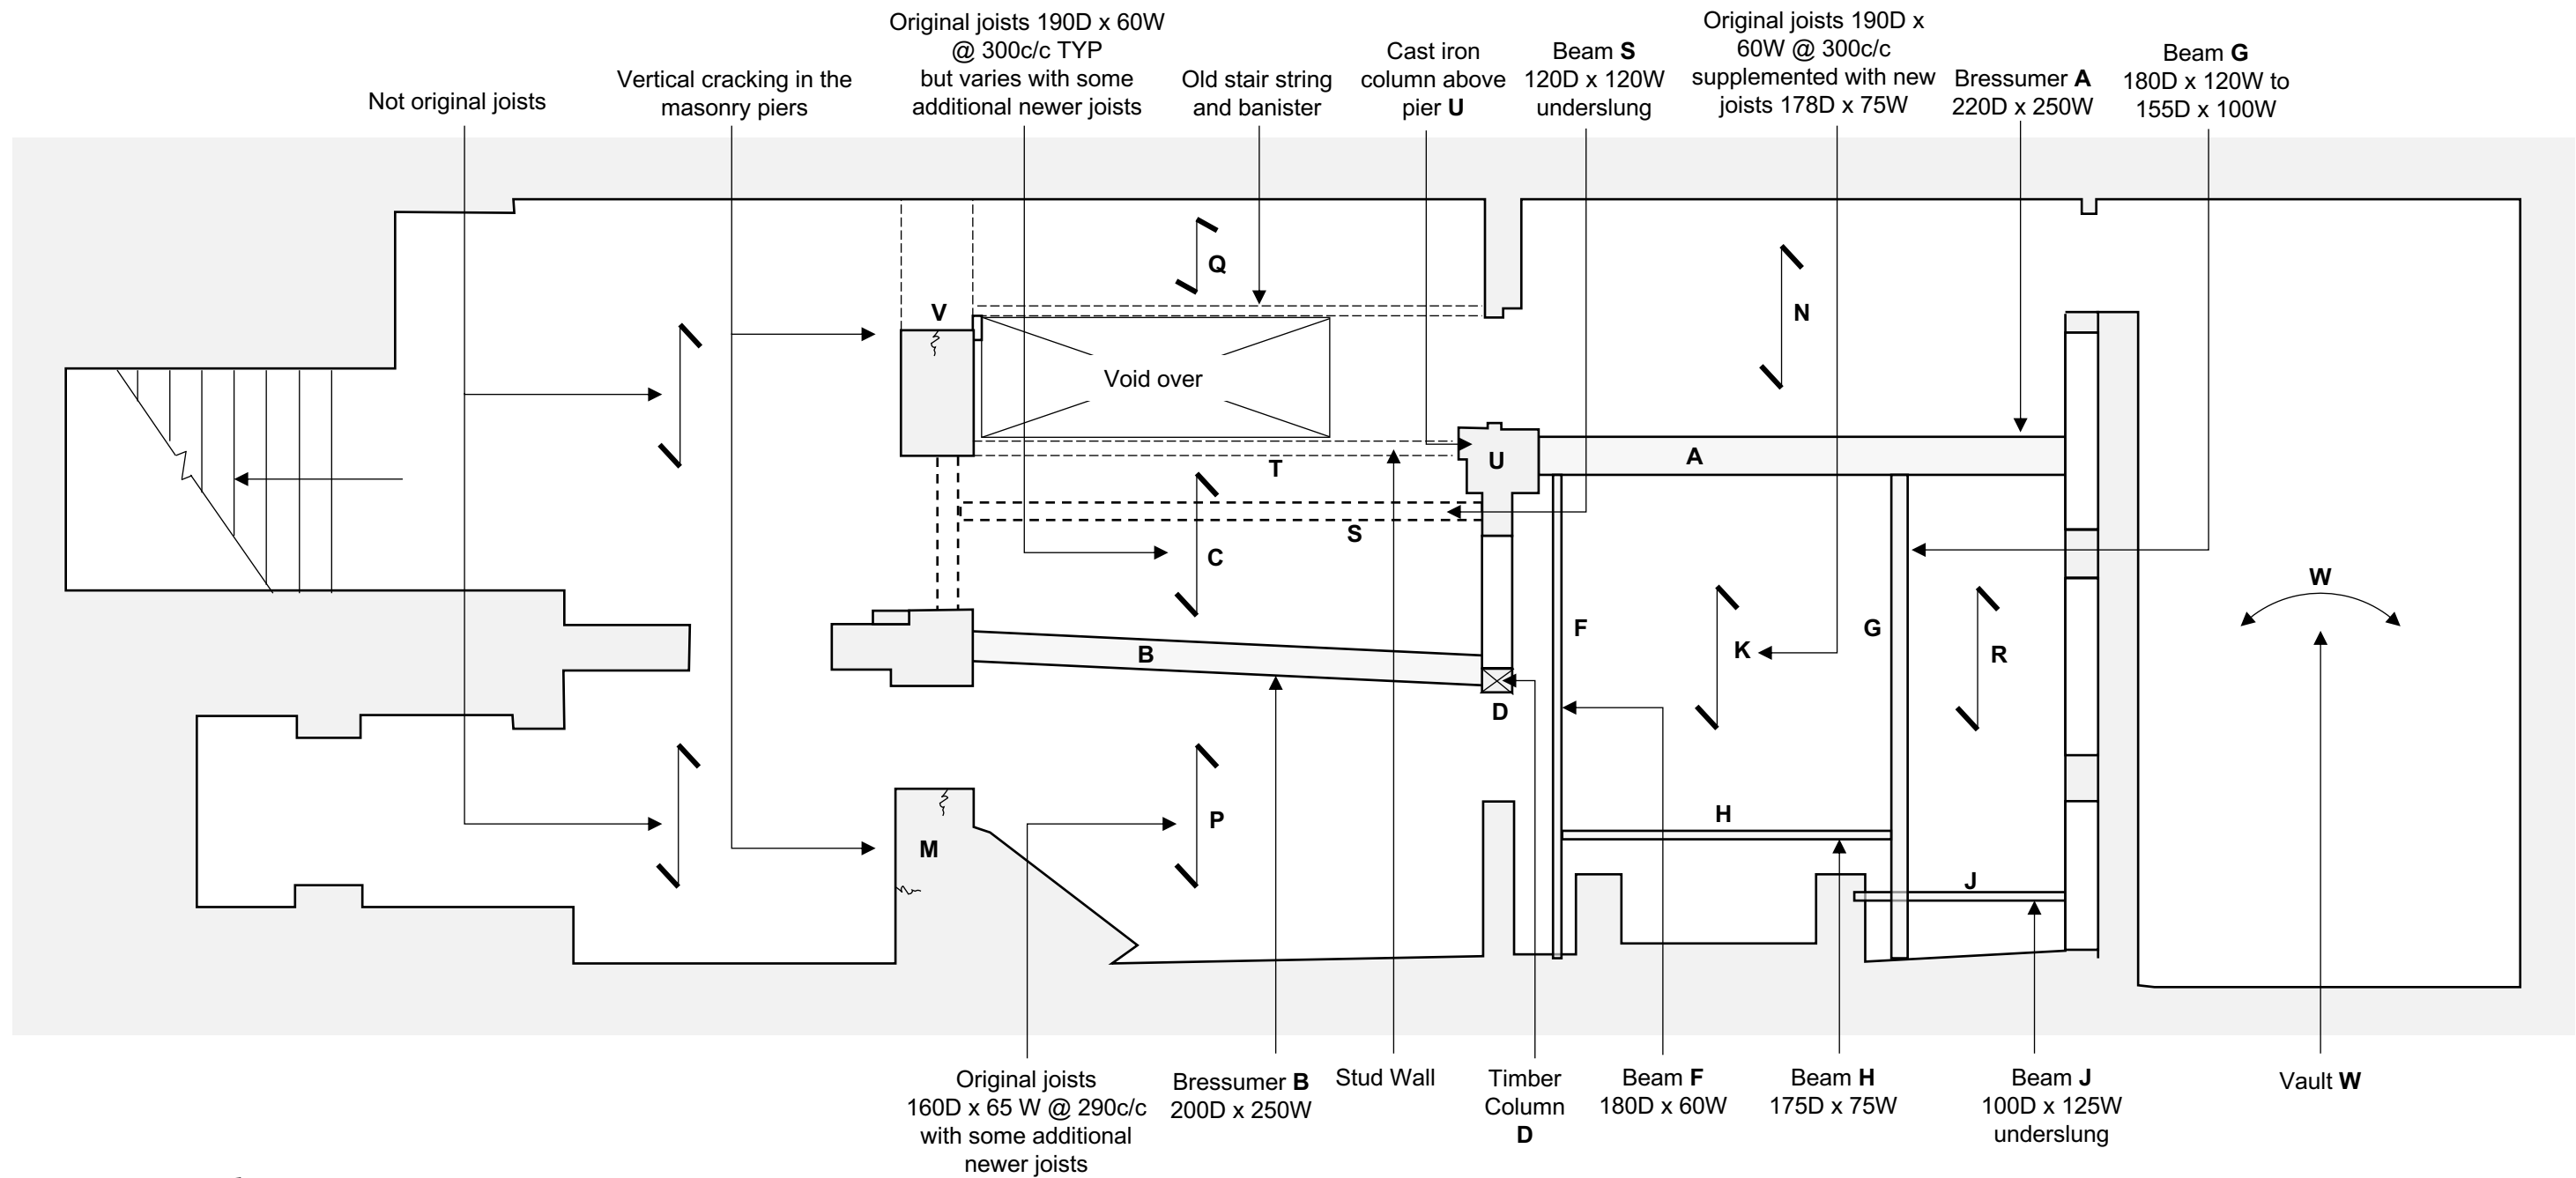 Not original joists
Vertical cracking in the
masonry piers
Original joists 190D x 60W
@ 300c/c TYP
but varies with some
additional newer joists
Old stair string
and banister
Cast iron
column above
pier U
Beam S
120D x 120W
underslung
Original joists 190D x
60W @ 300c/c
supplemented with new
joists 178D x 75W
Bressumer A
220D x 250W
Beam G
180D x 120W to
155D x 100W
Q
V
N
Void over
U
A
T
S
C
W
F
G
B
K
R
D
H
P
M
J
Original joists
160D x 65 W @ 290c/c
with some additional
newer joists
Bressumer B
200D x 250W
Stud Wall
Timber
Column
D
Beam F
180D x 60W
Beam H
175D x 75W
Beam J
100D x 125W
underslung
Vault W